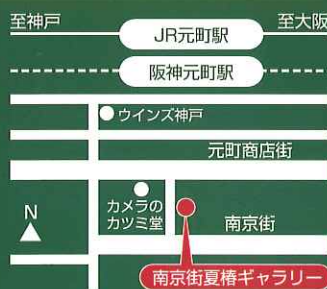 至神戸
至大阪
JR元町駅
阪神元町駅
ウインズ神戸
元町商店街
カメラの
カツミ堂
南京街
N
南京街夏椿ギャラリー